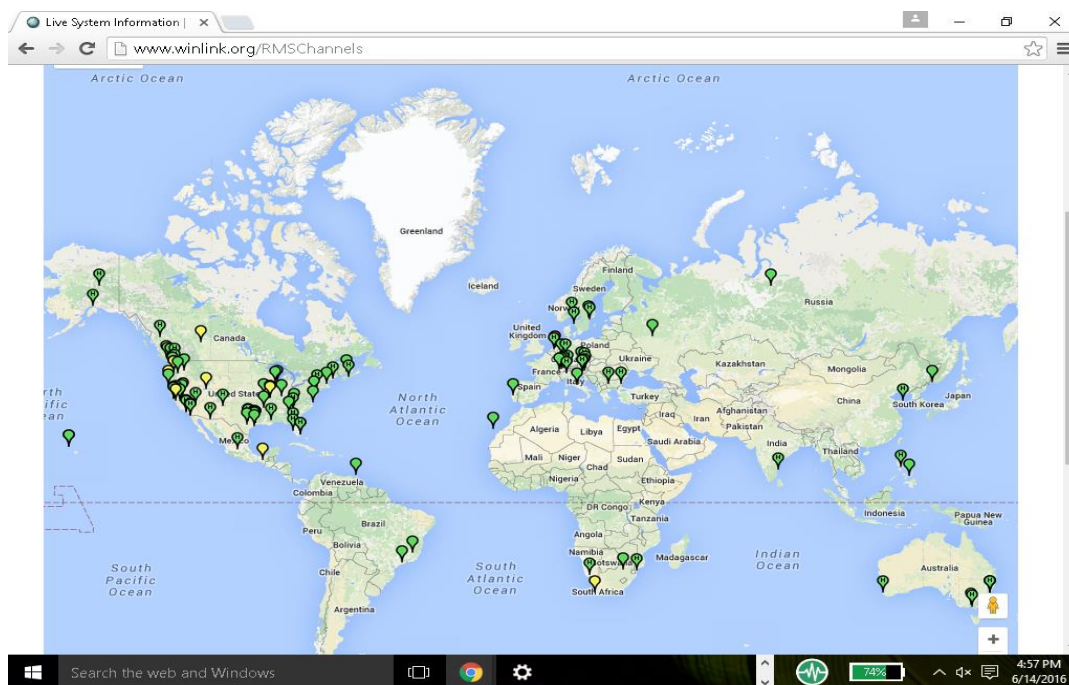 Live System Information |
www.winlink.org/RMSChannels
Arctic Ocean
Arctic Ocean
Greenland
Iceland
Finland
Sweden
Norway
Russia
Canada
United
Kingdom
Poland
Ukraine
France
Kazakhstan
Mongolia
Italy
Spain
Turkey
North
Atlantic
Ocean
United States
China
South Korea
Japan
Afghanistan
Iraq
Iran
Pakistan
Algeria
Libya
Egypt
Saudi Arabia
India
Thailand
Mexico
Mali
Niger
Chad
Sudan
Nigeria
Ethiopia
Venezuela
Colombia
DR Congo
Kenya
Tanzania
Indonesia
Papua New
Guinea
Peru
Brazil
Angola
Bolivia
Namibia
Botswana
Madagascar
Indian
Ocean
South
Pacific
Ocean
Chile
South
Atlantic
Ocean
South Africa
Australia
Argentina
Search the web and Windows
74%
4:57 PM
6/14/2016